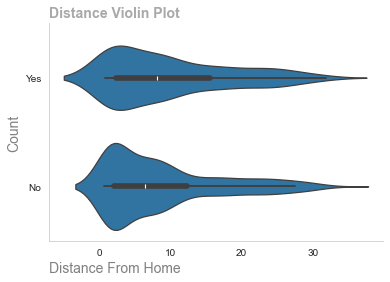 Distance Violin Plot
Yes
Count
No
0 10 20 30
Distance From Home